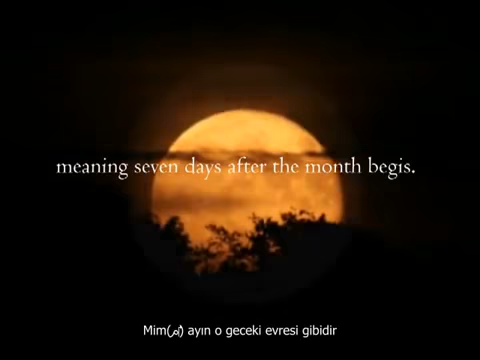 meaning seven days after the month begis.
Mim(ﻢ) ayın o geceki evresi gibidir